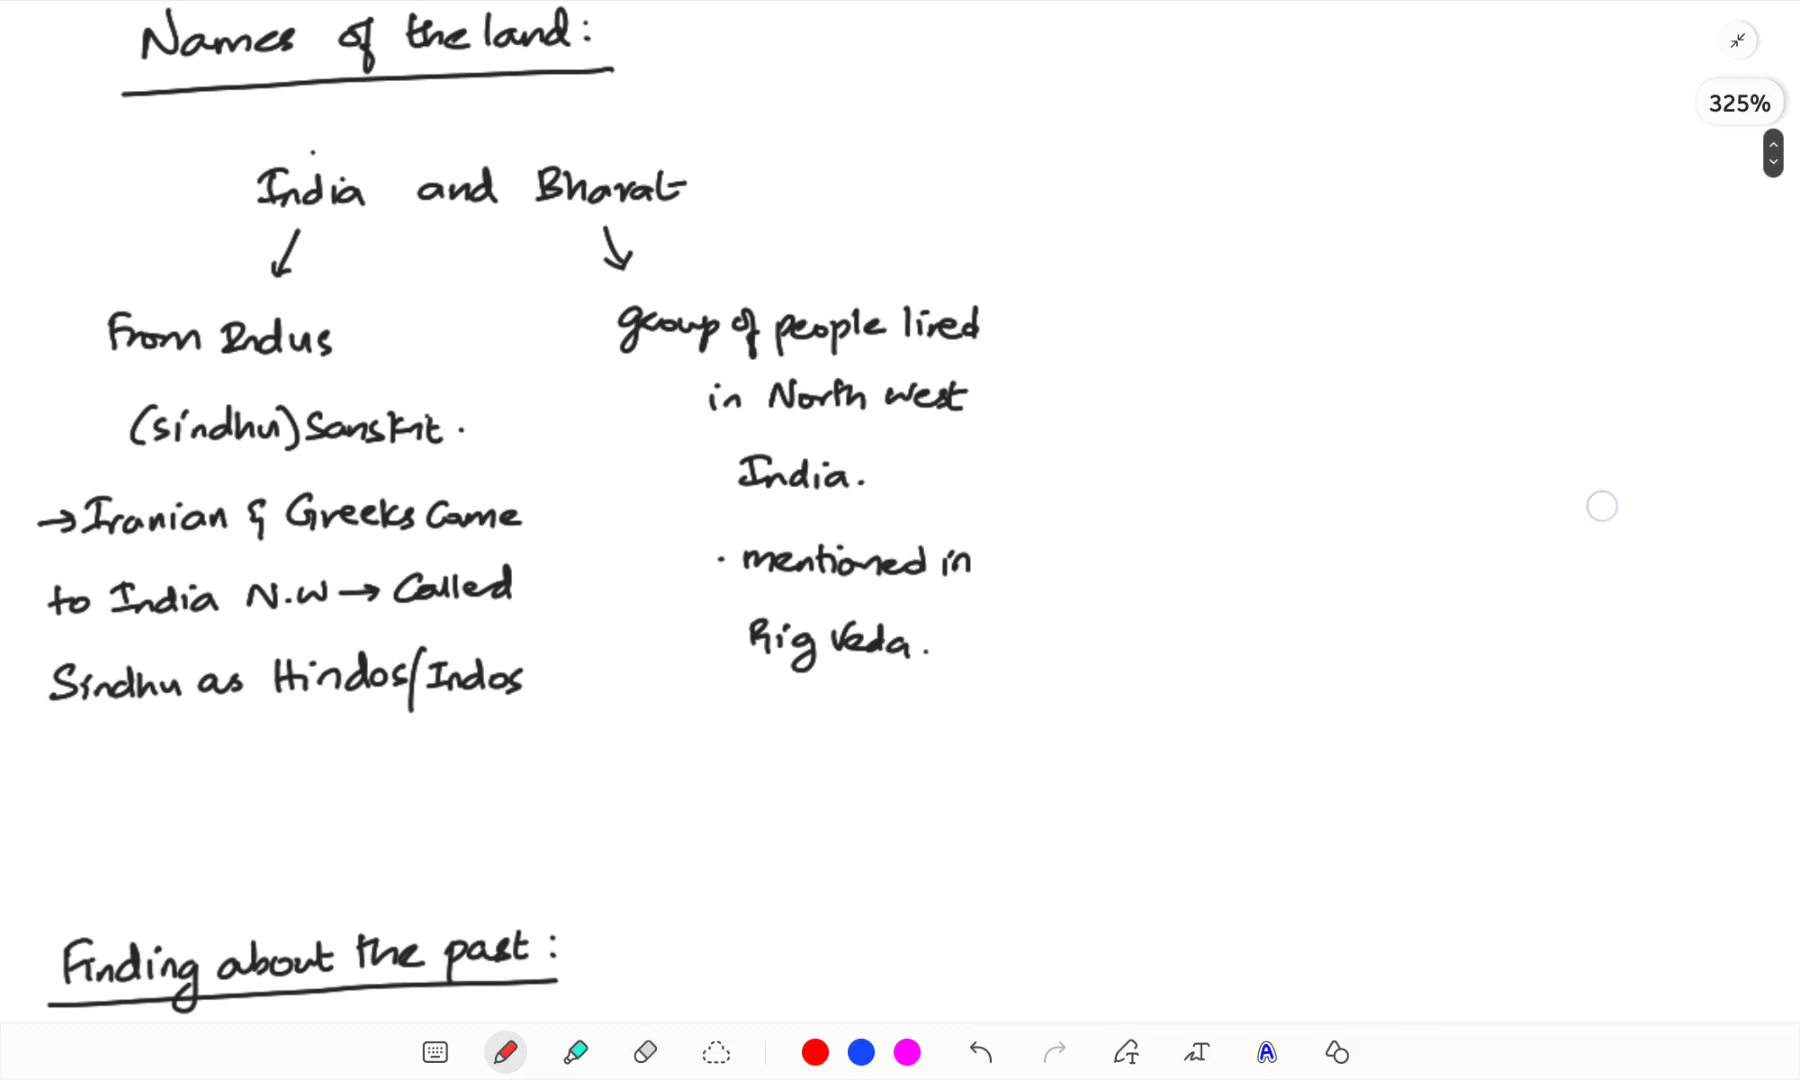 Names of the land:
325%
India and Bharat
From Indus
(Sindhu) Sanskrit.
→ Iranian & Greeks Came
to India N.W → Called
Sindhu as Hindos/Indos
group of people lived
in North west
India.
· mentioned in
Rig Veda.
Finding about the past: